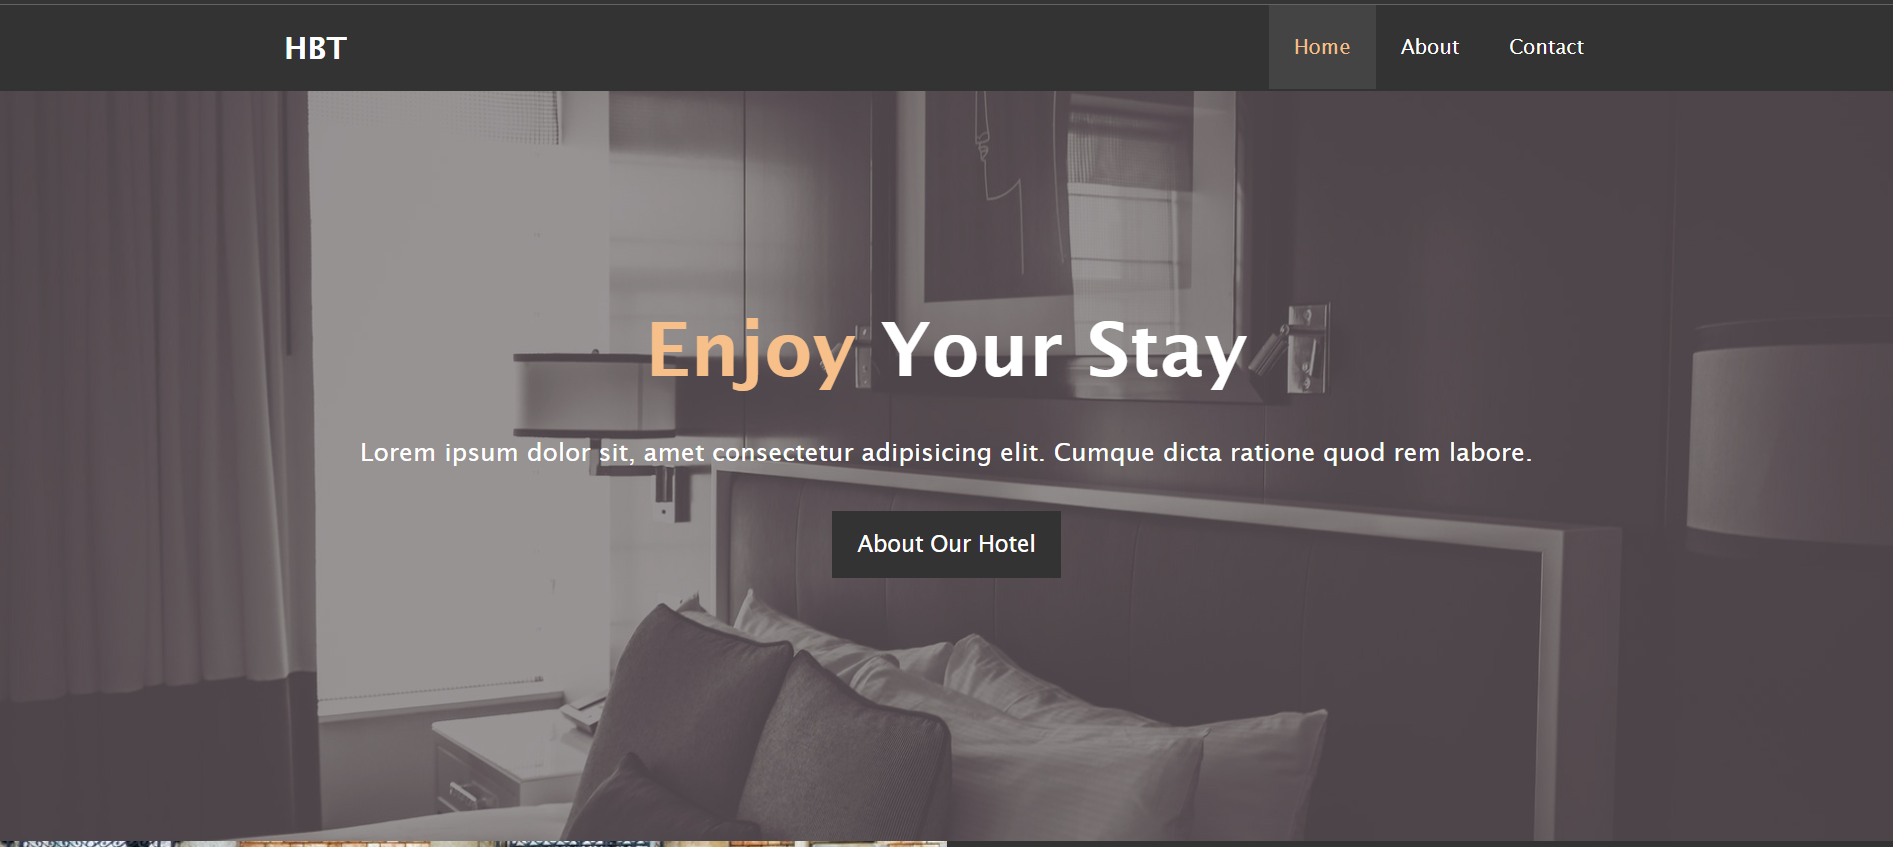 HBT
Home
About
Contact
Enjoy Your Stay
Lorem ipsum dolor sit, amet consectetur adipisicing elit. Cumque dicta ratione quod rem labore.
About Our Hotel